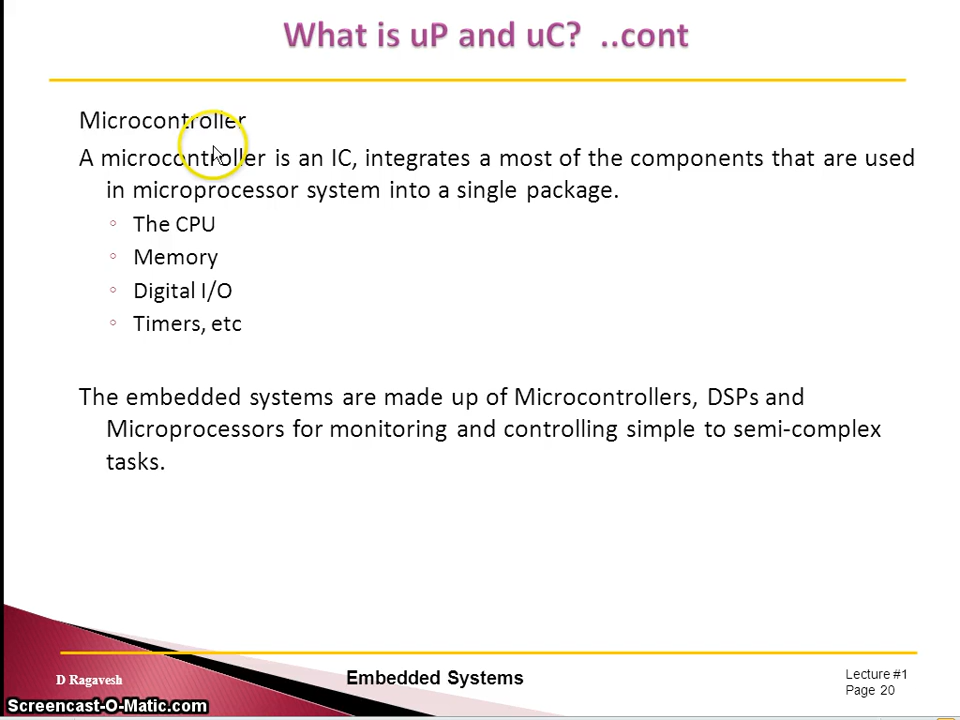 What is uP and uC?  ..cont
Microcontroller
A microcontroller is an IC, integrates a most of the components that are used
in microprocessor system into a single package.
◦ The CPU
◦ Memory
◦ Digital I/O
◦ Timers, etc
The embedded systems are made up of Microcontrollers, DSPs and
Microprocessors for monitoring and controlling simple to semi-complex
tasks.
D Ragavesh
Embedded Systems
Lecture #1
Page 20
Screencast-O-Matic.com